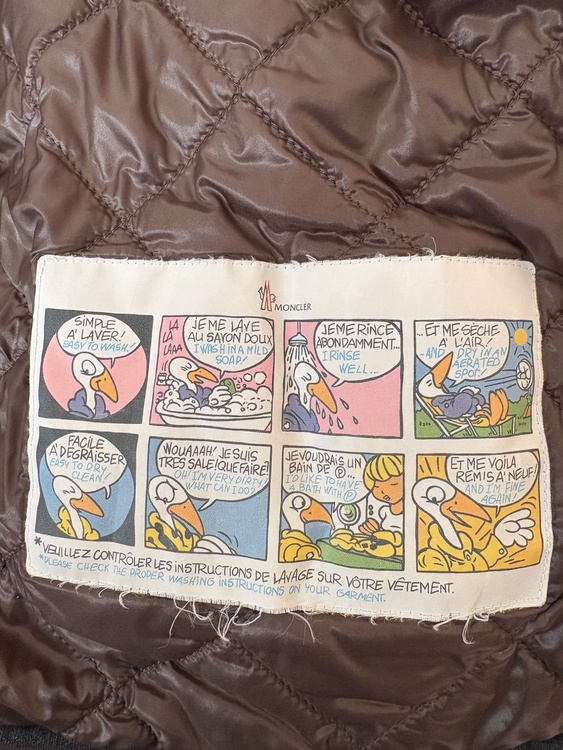 MONCLER
SIMPLE
A' LAVER!
EASY TO WASH!
LA
LA
LAAA
JE ME LAVE
AU SAVON DOUX
I WASH IN A MILD
SOAP!
JE ME RINCE
ABONDAMMENT...
I RINSE
WELL...
...ET ME SÈCHE
A' L'AIR!
...AND DRY IN AN
AERATED
SPOT!
FACILE
A' DEGRAISSER
EASY TO DRY
CLEAN!
WOUAAAH! JE SUIS
TRES SALE! QUE FAIRE?
OH! I'M VERY DIRTY
WHAT CAN I DO?
JE VOUDRAIS UN
BAIN DE Ⓟ.
I'D LIKE TO HAVE
A BATH WITH Ⓟ
ET ME VOILA
REMIS A' NEUF!
AND I'M FINE
AGAIN!
*VEUILLEZ CONTRÔLER LES INSTRUCTIONS DE LAVAGE SUR VÔTRE VÊTEMENT.
*PLEASE CHECK THE PROPER WASHING INSTRUCTIONS ON YOUR GARMENT.